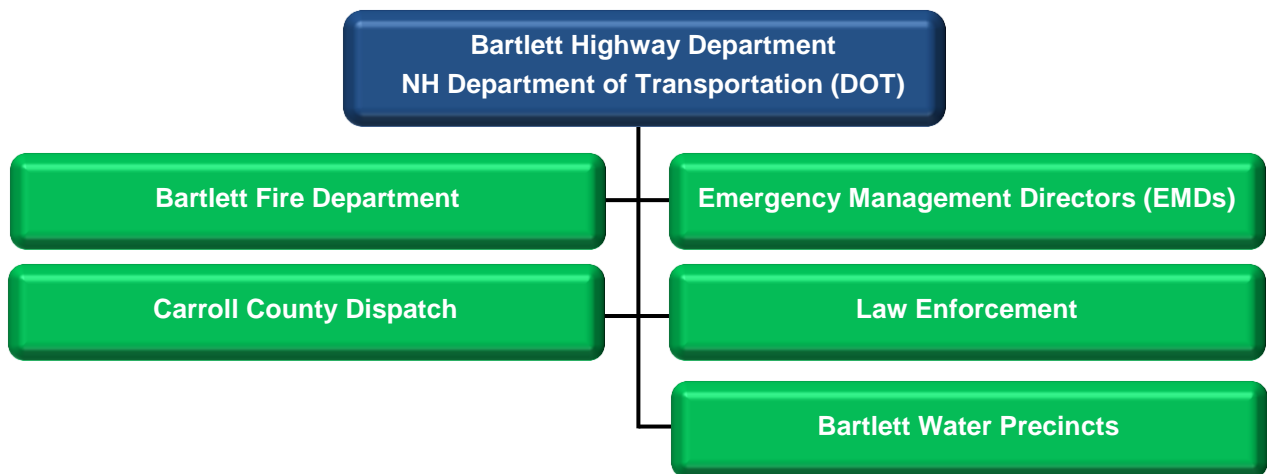 Bartlett Highway Department
NH Department of Transportation (DOT)
Bartlett Fire Department
Emergency Management Directors (EMDs)
Carroll County Dispatch
Law Enforcement
Bartlett Water Precincts